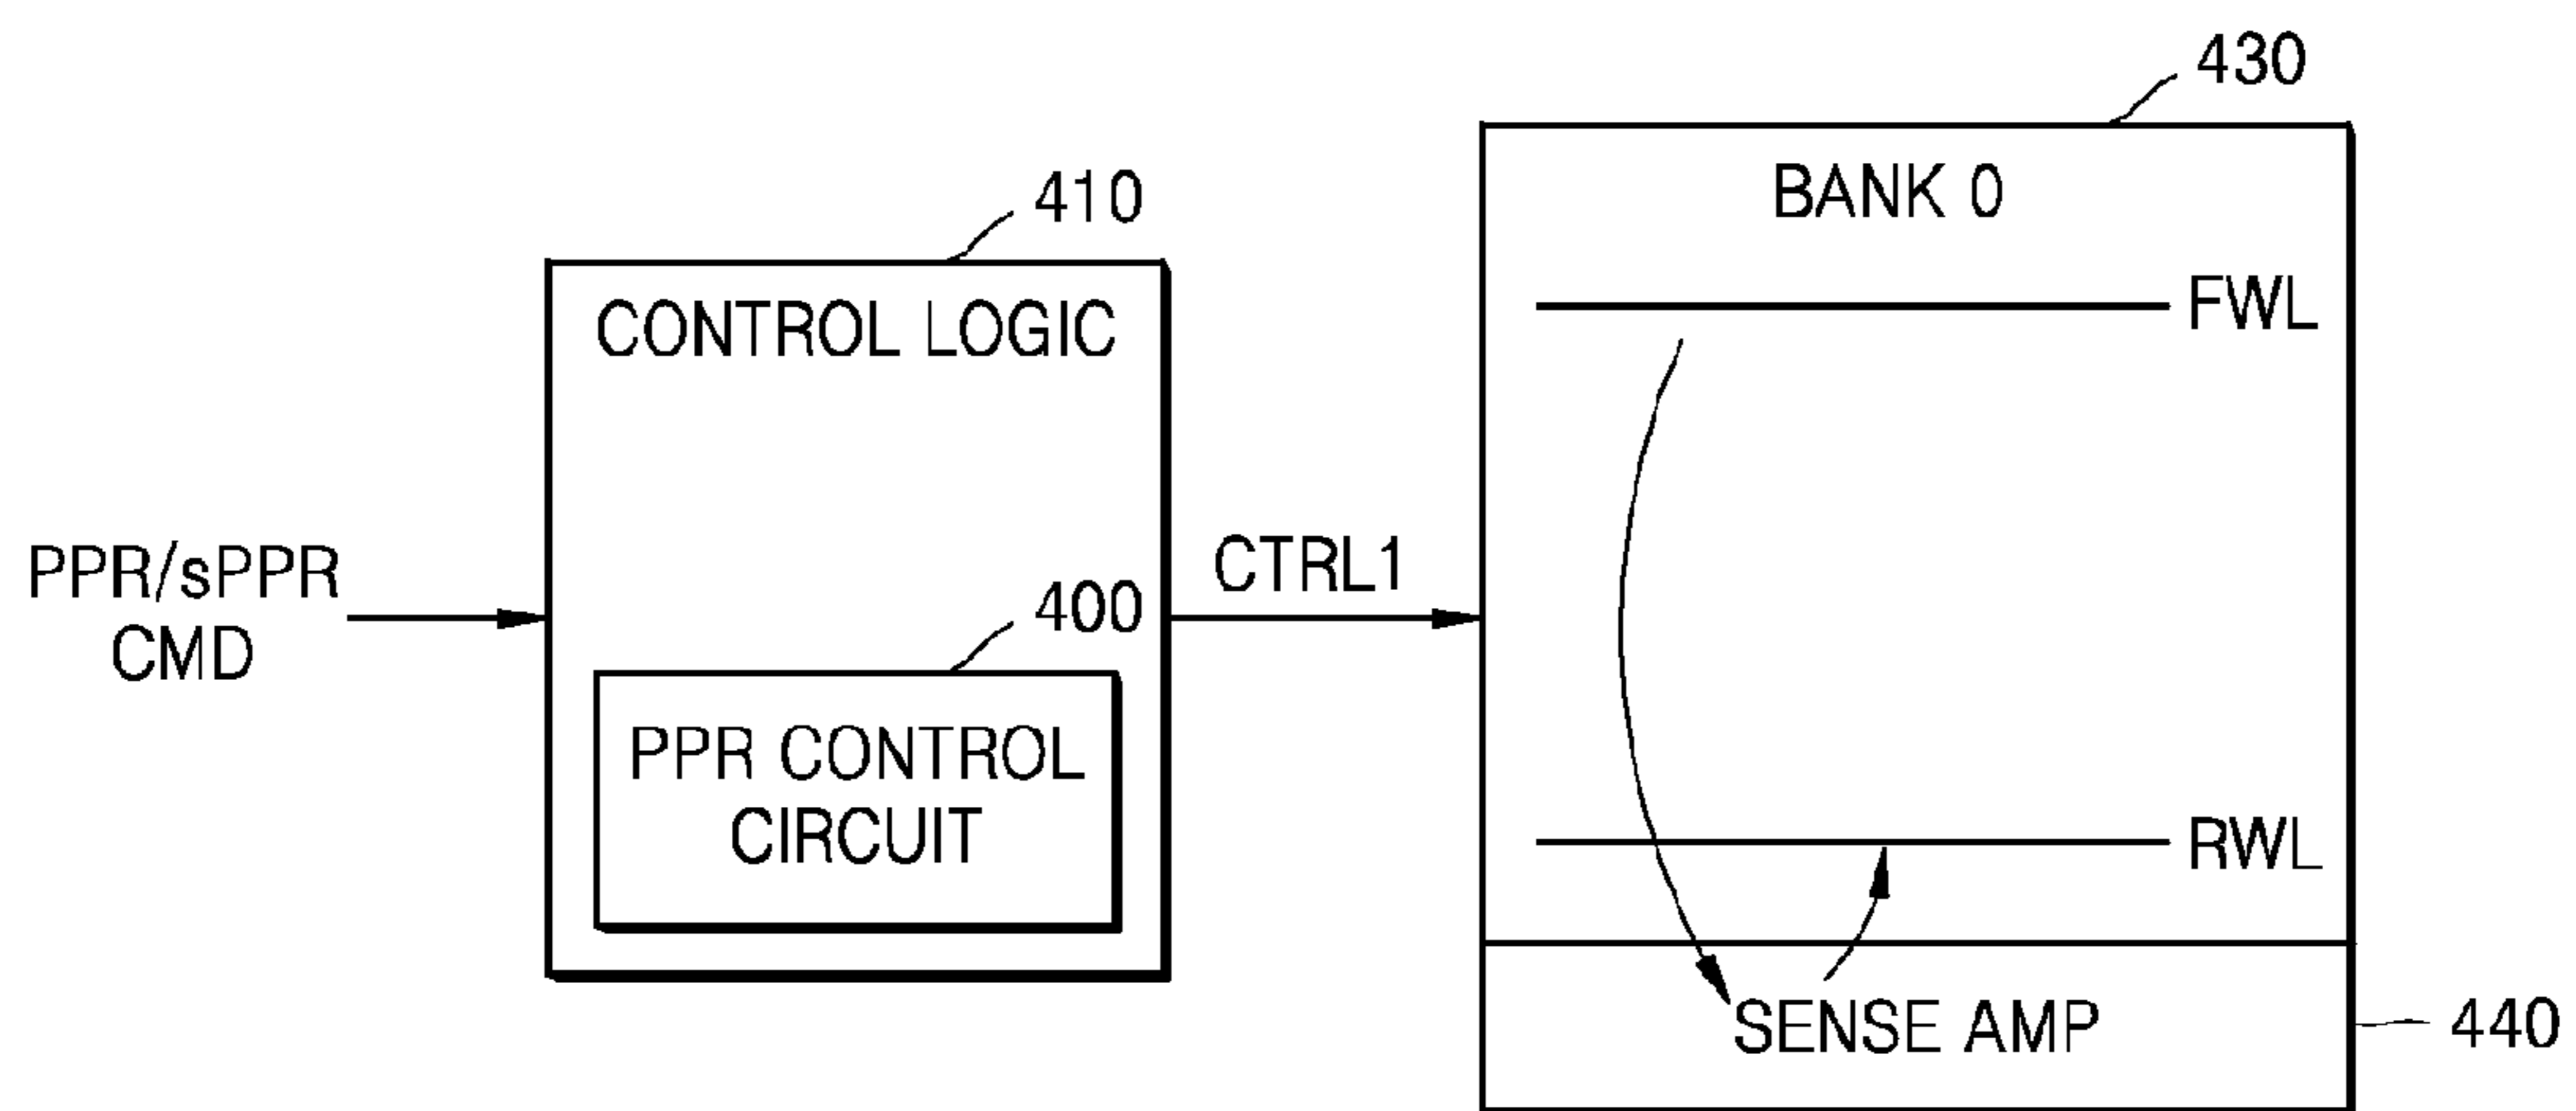 430
BANK 0
410
CONTROL LOGIC
FWL
PPR/sPPR
CMD
CTRL1
400
PPR CONTROL
CIRCUIT
RWL
SENSE AMP
440